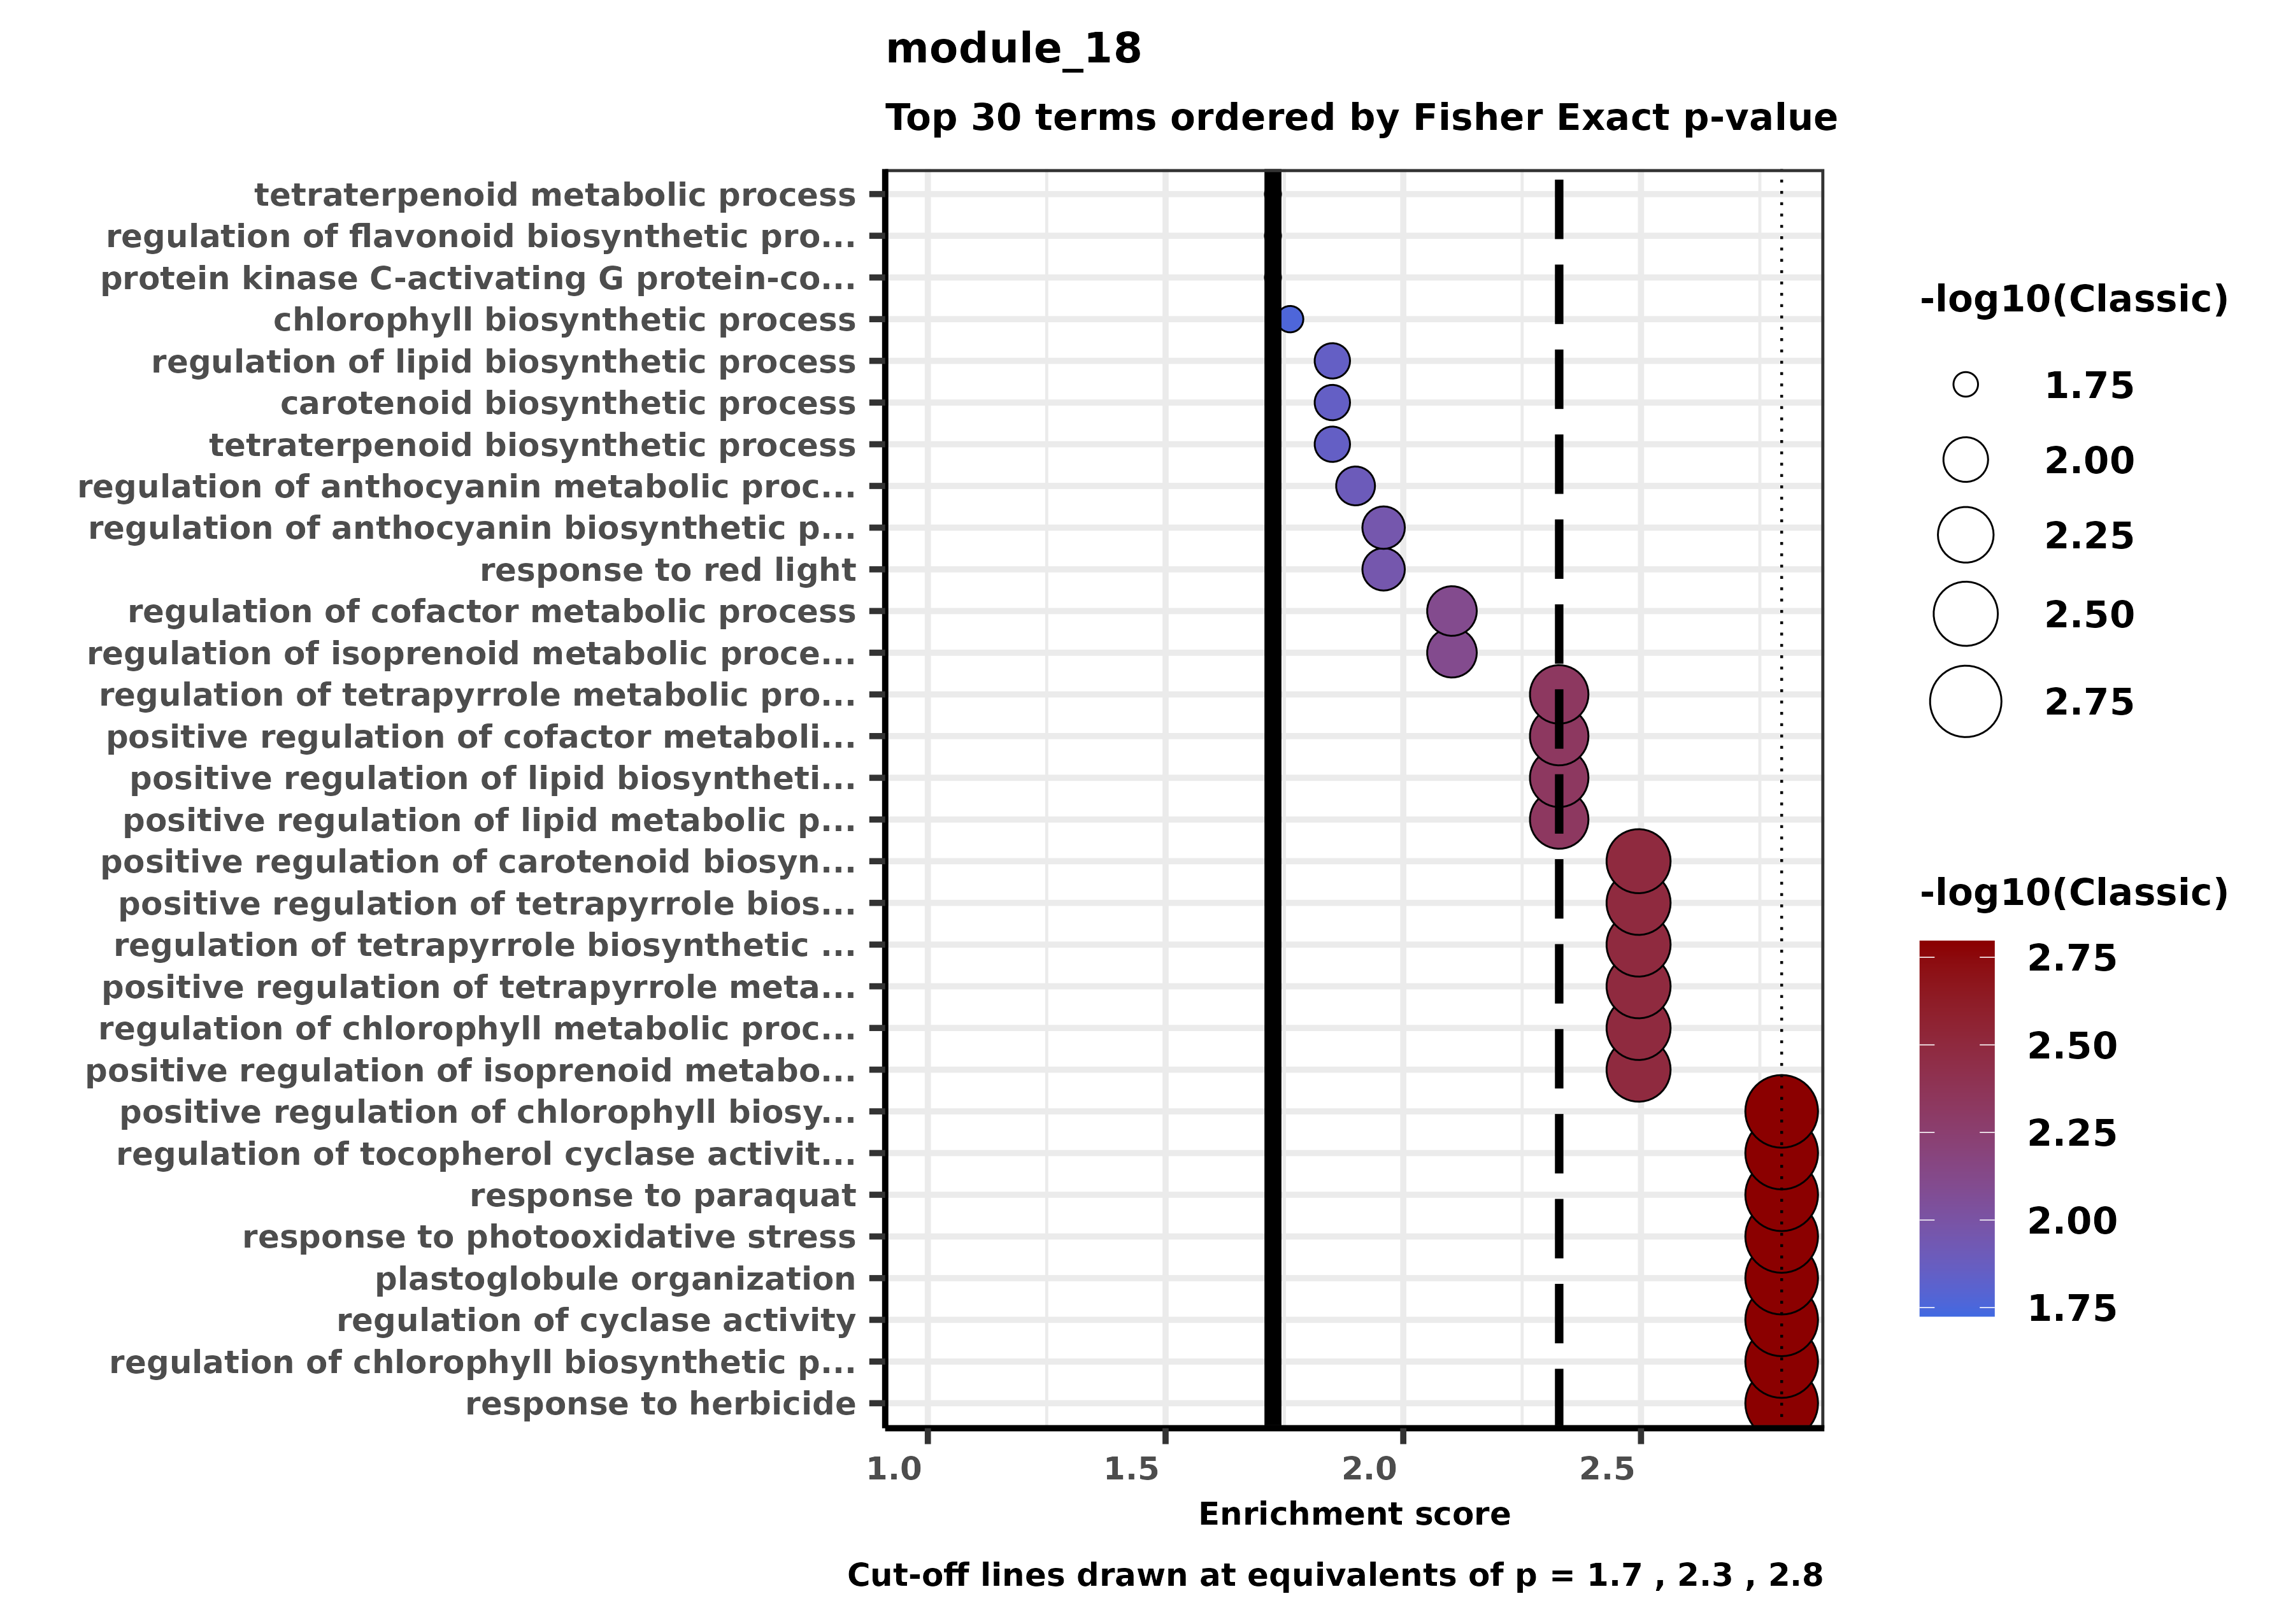 module_18
Top 30 terms ordered by Fisher Exact p-value
tetraterpenoid metabolic process
regulation of flavonoid biosynthetic pro...
protein kinase C-activating G protein-co...
chlorophyll biosynthetic process
regulation of lipid biosynthetic process
carotenoid biosynthetic process
tetraterpenoid biosynthetic process
regulation of anthocyanin metabolic proc...
regulation of anthocyanin biosynthetic p...
response to red light
regulation of cofactor metabolic process
regulation of isoprenoid metabolic proce...
regulation of tetrapyrrole metabolic pro...
positive regulation of cofactor metaboli...
positive regulation of lipid biosyntheti...
positive regulation of lipid metabolic p...
positive regulation of carotenoid biosyn...
positive regulation of tetrapyrrole bios...
regulation of tetrapyrrole biosynthetic ...
positive regulation of tetrapyrrole meta...
regulation of chlorophyll metabolic proc...
positive regulation of isoprenoid metabo...
positive regulation of chlorophyll biosy...
regulation of tocopherol cyclase activit...
response to paraquat
response to photooxidative stress
plastoglobule organization
regulation of cyclase activity
regulation of chlorophyll biosynthetic p...
response to herbicide
1.0 1.5 2.0 2.5
Enrichment score
Cut-off lines drawn at equivalents of p = 1.7 , 2.3 , 2.8
-log10(Classic)
1.75
2.00
2.25
2.50
2.75
-log10(Classic)
2.75
2.50
2.25
2.00
1.75